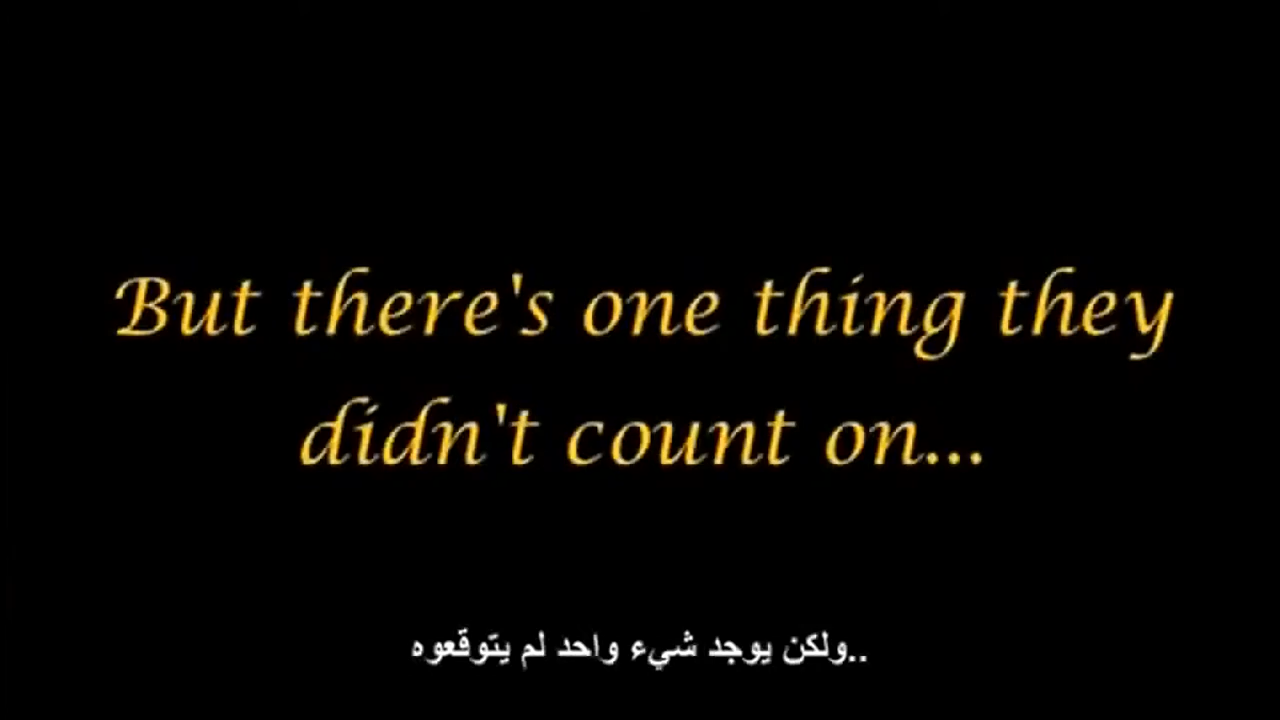 But there's one thing they
didn't count on...
..ولكن يوجد شيء واحد لم يتوقعوه